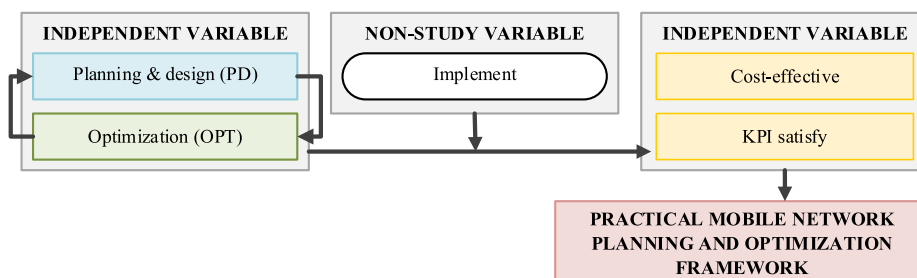 INDEPENDENT VARIABLE
Planning & design (PD)
Optimization (OPT)
NON-STUDY VARIABLE
Implement
INDEPENDENT VARIABLE
Cost-effective
KPI satisfy
PRACTICAL MOBILE NETWORK
PLANNING AND OPTIMIZATION
FRAMEWORK